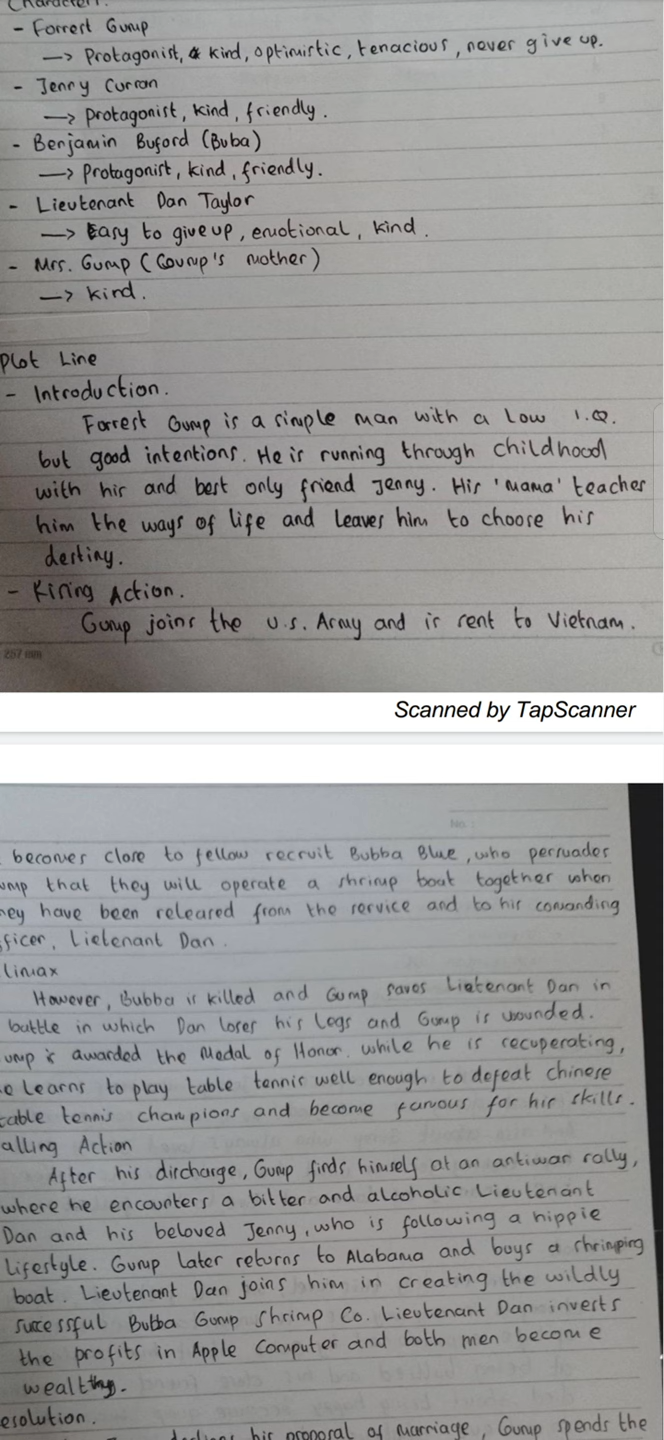 Character:
- Forrest Gump
—> Protagonist, kind, optimistic, tenacious, never give up.
- Jenny Curran
—> protagonist, kind, friendly.
- Benjamin Buford (Buba)
—> Protagonist, kind, friendly.
- Lieutenant Dan Taylor
—> Easy to give up, emotional, kind.
- Mrs. Gump (Goump's mother)
—> kind.
Plot Line
- Introduction.
Forrest Gump is a simple man with a low I.Q.
but good intentions. He is running through childhood
with his and best only friend Jenny. His 'mama' teacher
him the ways of life and leaves him to choose his
destiny.
- Rising Action.
Gump joins the U.S. Army and is sent to Vietnam.
257 mm
Scanned by TapScanner
No :
becomes close to fellow recruit Bubba Blue, who persuades
ump that they will operate a shrimp boat together when
hey have been released from the service and to his comanding
ficer, Lietenant Dan.
limax
However, Bubba is killed and Gump saves Lietenant Dan in
battle in which Dan loses his Legs and Gump is wounded.
ump is awarded the Medal of Honor. while he is recuperating,
e learns to play table tennis well enough to defeat chinese
table tennis champions and become famous for his skills.
alling Action
After his discharge, Gump finds himself at an antiwar rally,
where he encounters a bitter and alcoholic Lieutenant
Dan and his beloved Jenny, who is following a hippie
lifestyle. Gump later returns to Alabama and buys a shrimping
boat. Lieutenant Dan joins him in creating the wildly
successful Bubba Gump Shrimp Co. Lieutenant Dan invests
the profits in Apple Computer and both men become
wealthy.
esolution.
his proposal of marriage, Gump spends the